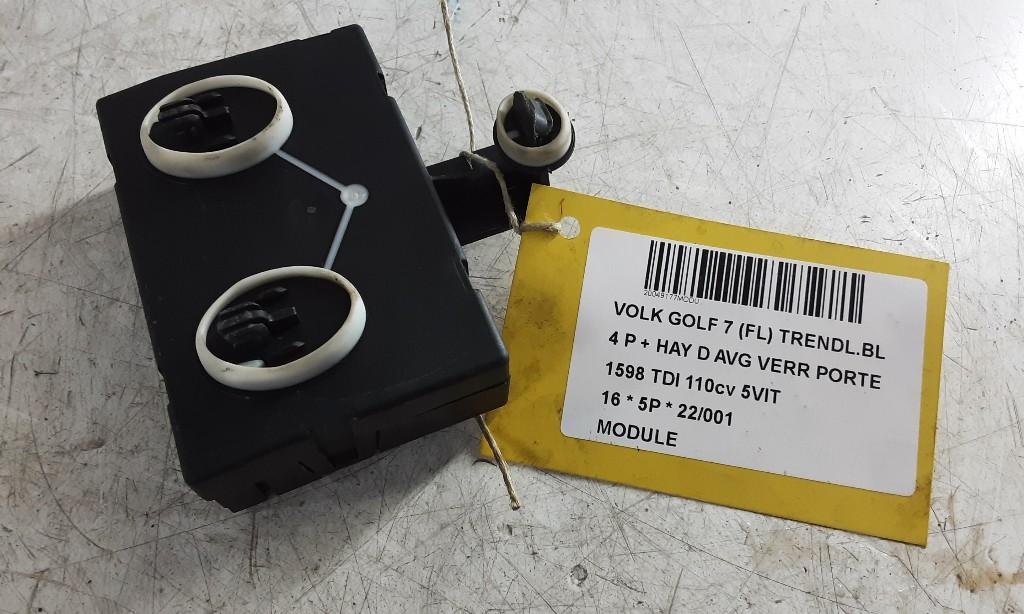 20049177MODU
VOLK GOLF 7 (FL) TRENDL.BL
4 P + HAY D AVG VERR PORTE
1598 TDI 110cv 5VIT
16 * 5P * 22/001
MODULE